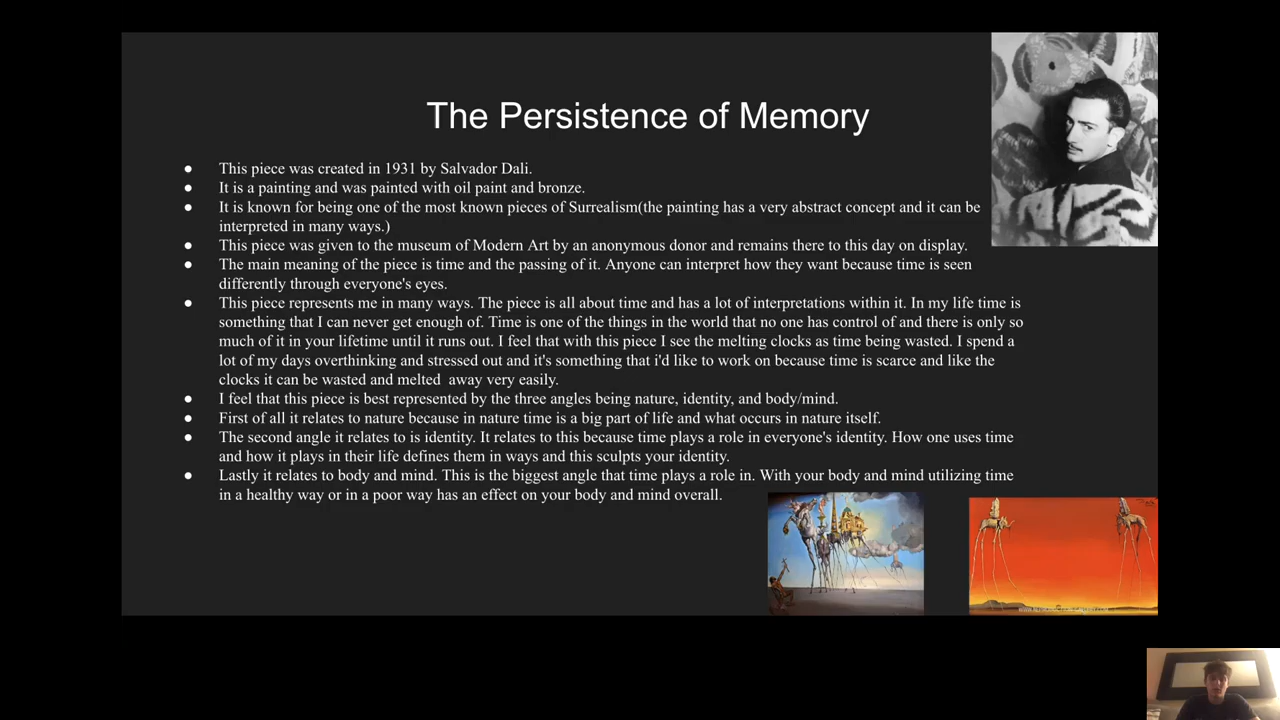 The Persistence of Memory
● This piece was created in 1931 by Salvador Dali.
● It is a painting and was painted with oil paint and bronze.
● It is known for being one of the most known pieces of Surrealism(the painting has a very abstract concept and it can be
interpreted in many ways.)
● This piece was given to the museum of Modern Art by an anonymous donor and remains there to this day on display.
● The main meaning of the piece is time and the passing of it. Anyone can interpret how they want because time is seen
differently through everyone's eyes.
● This piece represents me in many ways. The piece is all about time and has a lot of interpretations within it. In my life time is
something that I can never get enough of. Time is one of the things in the world that no one has control of and there is only so
much of it in your lifetime until it runs out. I feel that with this piece I see the melting clocks as time being wasted. I spend a
lot of my days overthinking and stressed out and it's something that i'd like to work on because time is scarce and like the
clocks it can be wasted and melted  away very easily.
● I feel that this piece is best represented by the three angles being nature, identity, and body/mind.
● First of all it relates to nature because in nature time is a big part of life and what occurs in nature itself.
● The second angle it relates to is identity. It relates to this because time plays a role in everyone's identity. How one uses time
and how it plays in their life defines them in ways and this sculpts your identity.
● Lastly it relates to body and mind. This is the biggest angle that time plays a role in. With your body and mind utilizing time
in a healthy way or in a poor way has an effect on your body and mind overall.